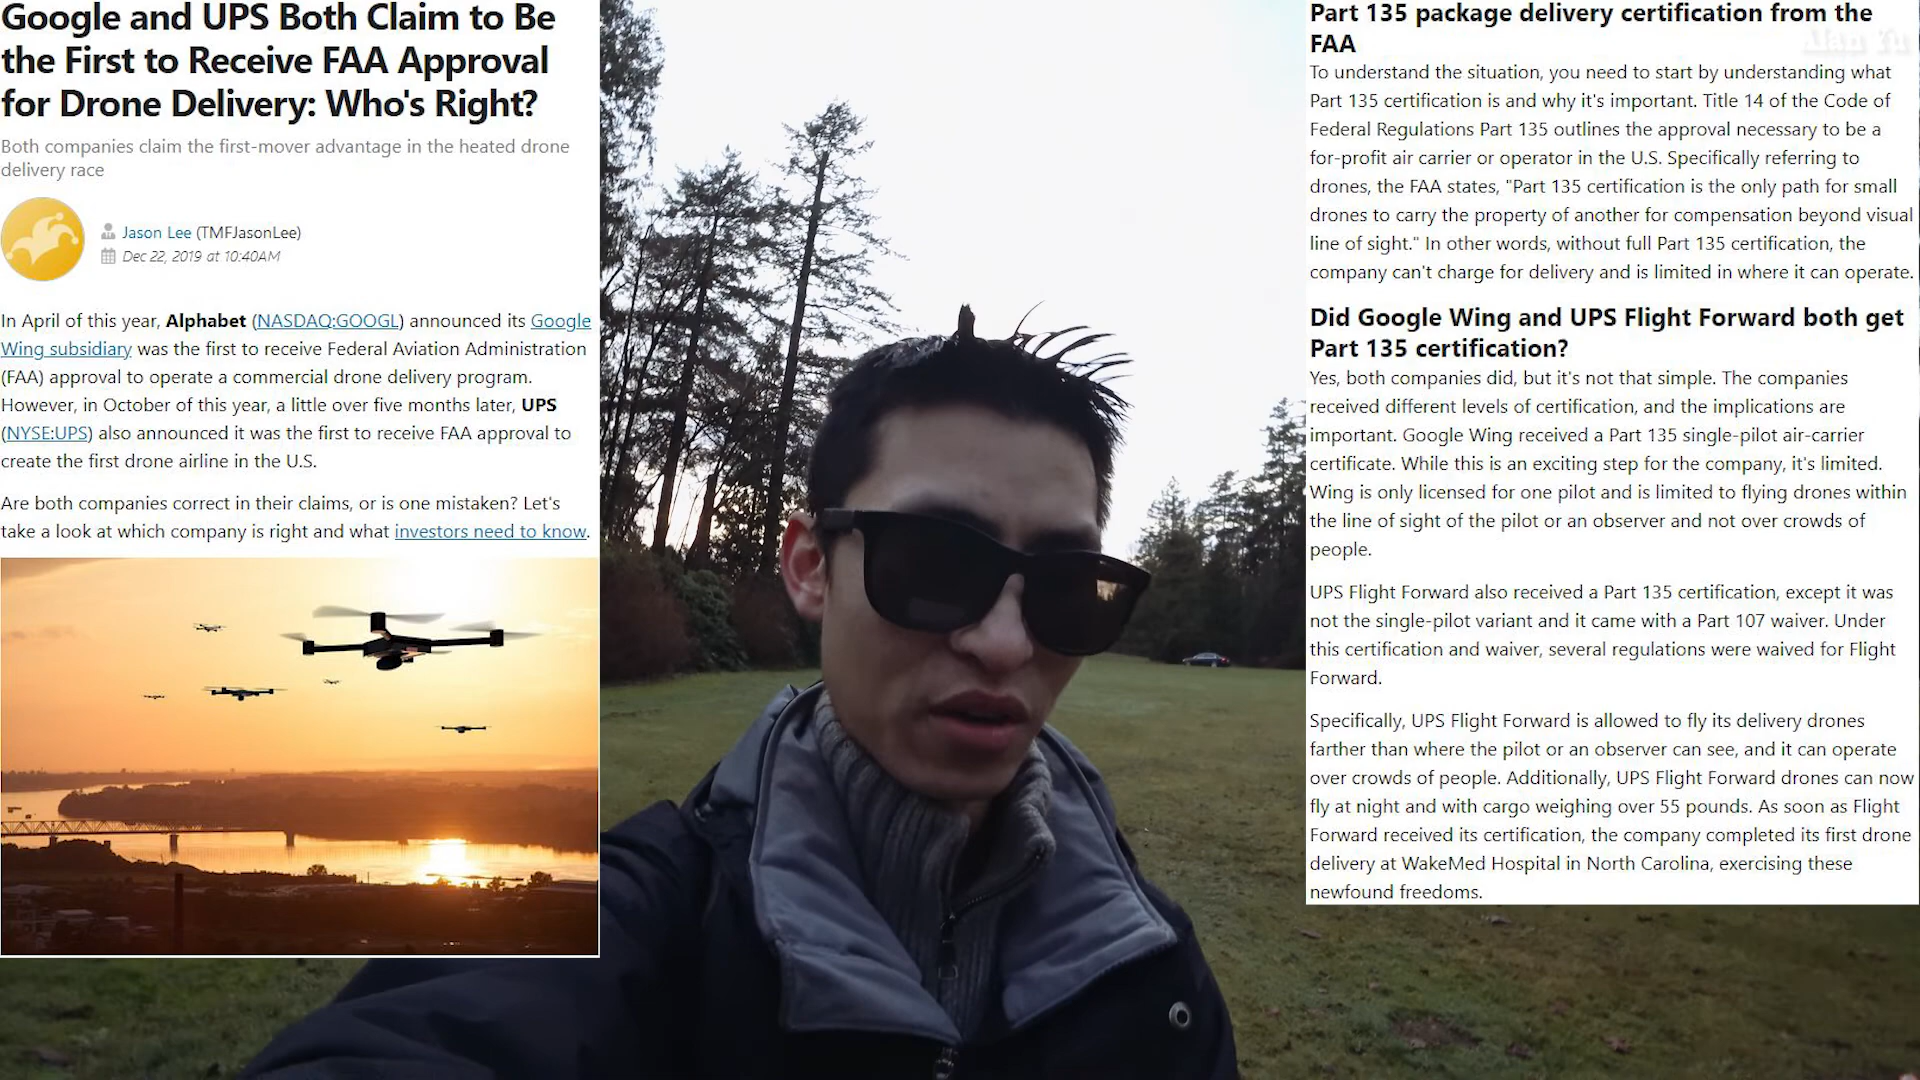 Google and UPS Both Claim to Be
the First to Receive FAA Approval
for Drone Delivery: Who's Right?
Both companies claim the first-mover advantage in the heated drone
delivery race
Jason Lee (TMFJasonLee)
Dec 22, 2019 at 10:40AM
In April of this year, Alphabet (NASDAQ:GOOGL) announced its Google
Wing subsidiary was the first to receive Federal Aviation Administration
(FAA) approval to operate a commercial drone delivery program.
However, in October of this year, a little over five months later, UPS
(NYSE:UPS) also announced it was the first to receive FAA approval to
create the first drone airline in the U.S.
Are both companies correct in their claims, or is one mistaken? Let's
take a look at which company is right and what investors need to know.
Part 135 package delivery certification from the
FAA
Alan Yu
To understand the situation, you need to start by understanding what
Part 135 certification is and why it's important. Title 14 of the Code of
Federal Regulations Part 135 outlines the approval necessary to be a
for-profit air carrier or operator in the U.S. Specifically referring to
drones, the FAA states, "Part 135 certification is the only path for small
drones to carry the property of another for compensation beyond visual
line of sight." In other words, without full Part 135 certification, the
company can't charge for delivery and is limited in where it can operate.
Did Google Wing and UPS Flight Forward both get
Part 135 certification?
Yes, both companies did, but it's not that simple. The companies
received different levels of certification, and the implications are
important. Google Wing received a Part 135 single-pilot air-carrier
certificate. While this is an exciting step for the company, it's limited.
Wing is only licensed for one pilot and is limited to flying drones within
the line of sight of the pilot or an observer and not over crowds of
people.
UPS Flight Forward also received a Part 135 certification, except it was
not the single-pilot variant and it came with a Part 107 waiver. Under
this certification and waiver, several regulations were waived for Flight
Forward.
Specifically, UPS Flight Forward is allowed to fly its delivery drones
farther than where the pilot or an observer can see, and it can operate
over crowds of people. Additionally, UPS Flight Forward drones can now
fly at night and with cargo weighing over 55 pounds. As soon as Flight
Forward received its certification, the company completed its first drone
delivery at WakeMed Hospital in North Carolina, exercising these
newfound freedoms.